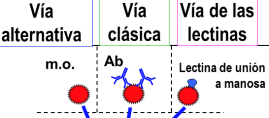 Vía alternativa
Vía clásica
Vía de las lectinas
m.o.
Ab
Lectina de unión
a manosa